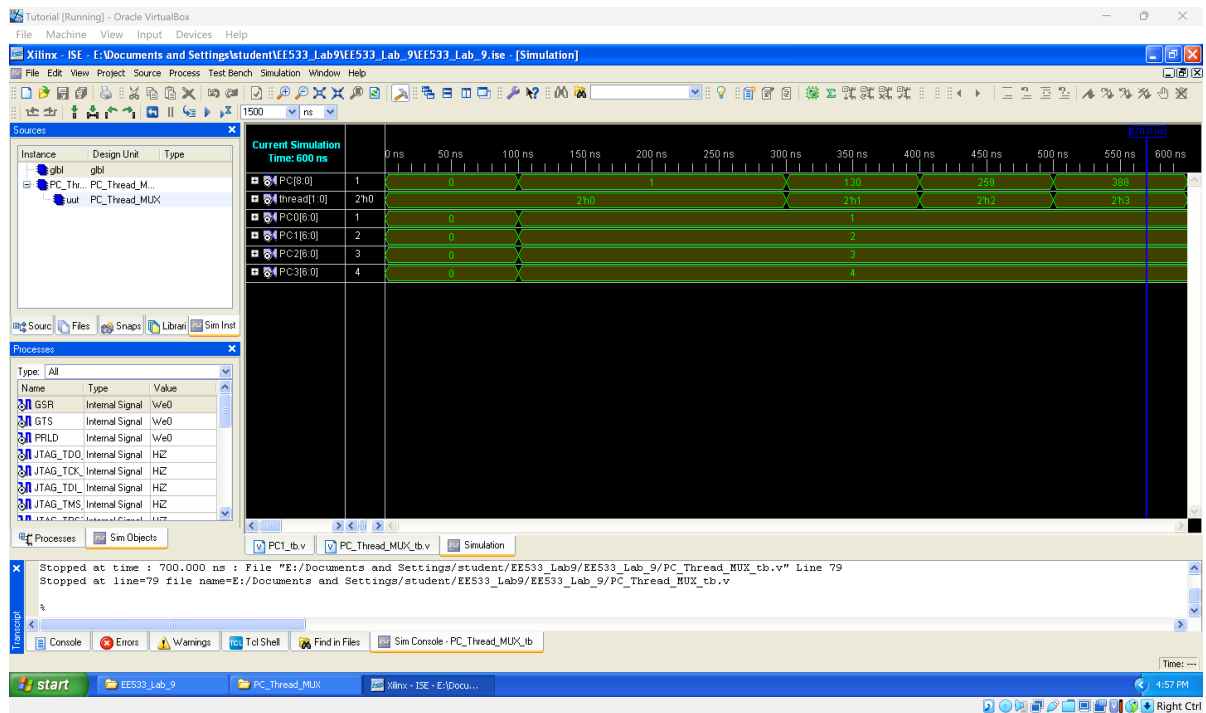 Tutorial [Running] - Oracle VirtualBox
File Machine View Input Devices Help
Xilinx - ISE - E:\Documents and Settings\student\EE533_Lab9\EE533_Lab_9\EE533_Lab_9.ise - [Simulation]
File Edit View Project Source Process Test Bench Simulation Window Help
1500 ns
Sources
Instance Design Unit Type
glbl glbl
PC_Thr... PC_Thread_M...
uut PC_Thread_MUX
Sourc Files Snaps Librari Sim Inst
Processes
Type: All
Name Type Value
GSR Internal Signal We0
GTS Internal Signal We0
PRLD Internal Signal We0
JTAG_TDO_ Internal Signal HiZ
JTAG_TCK_ Internal Signal HiZ
JTAG_TDI_ Internal Signal HiZ
JTAG_TMS_ Internal Signal HiZ
Processes Sim Objects
Current Simulation
Time: 600 ns
570.0 ns
0 ns 50 ns 100 ns 150 ns 200 ns 250 ns 300 ns 350 ns 400 ns 450 ns 500 ns 550 ns 600 ns
PC[8:0] 1 0 1 130 259 388
thread[1:0] 2'h0 2'h0 2'h1 2'h2 2'h3
PC0[6:0] 1 0 1
PC1[6:0] 2 0 2
PC2[6:0] 3 0 3
PC3[6:0] 4 0 4
PC1_tb.v PC_Thread_MUX_tb.v Simulation
Stopped at time : 700.000 ns : File "E:/Documents and Settings/student/EE533_Lab9/EE533_Lab_9/PC_Thread_MUX_tb.v" Line 79
Stopped at line=79 file name=E:/Documents and Settings/student/EE533_Lab9/EE533_Lab_9/PC_Thread_MUX_tb.v
%
Transcript
Console Errors Warnings Tcl Shell Find in Files Sim Console - PC_Thread_MUX_tb
Time: ---
start EE533_Lab_9 PC_Thread_MUX Xilinx - ISE - E:\Docu... 4:57 PM
Right Ctrl